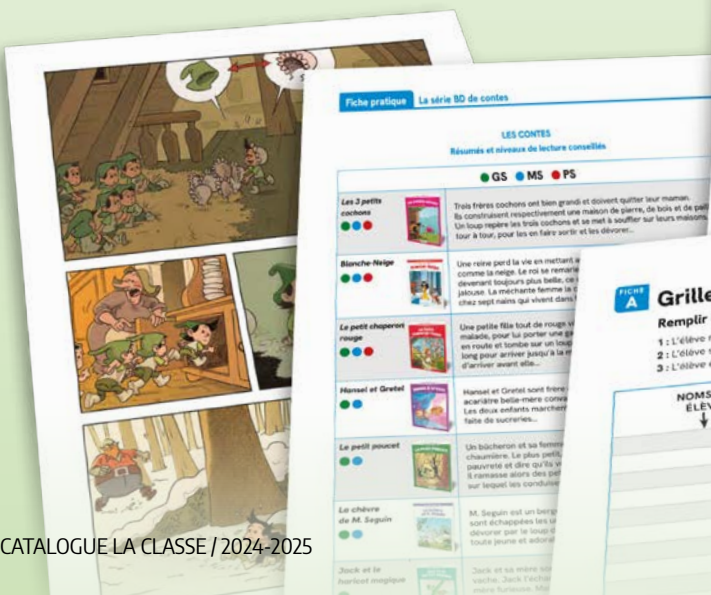 Fiche pratique La série BD de contes
LES CONTES
Résumés et niveaux de lecture conseillés
GS MS PS
Les 3 petits
cochons
Trois frères cochons ont bien grandi et doivent quitter leur maman.
Ils construisent respectivement une maison de pierre, de bois et de
Un loup repère les trois cochons et se met à souffler sur leurs maisons,
tour à tour, pour les en faire sortir et les dévorer...
Blanche-Neige
Une reine perd la vie en mettant
comme la neige. Le roi se remarie
devenant toujours plus belle, ce
jalouse. La méchante femme la
chez sept nains qui vivent dans
Le petit chaperon
rouge
Une petite fille tout de rouge
malade, pour lui porter une
en route et tombe sur un loup
long pour arriver jusqu'à la
d'arriver avant elle...
Hansel et Gretel
Hansel et Gretel sont frère
acariâtre belle-mère
Les deux enfants marchent
faite de sucreries...
Le petit poucet
Un bûcheron et sa femme
chaumière. Le plus petit,
pauvreté et dire qu'ils
Il ramasse alors des
sur lequel les
La chèvre
de M. Seguin
M. Seguin est un
sont échappées les
dévorer par le loup
toute jeune et
Jack et le
haricot magique
Jack et sa mère
vache. Jack
mère furieuse.
FICHE
A
Grille
Remplir
1 : L'élève
2 : L'élève
3 : L'élève
NOMS
ÉLÈV
CATALOGUE LA CLASSE / 2024-2025